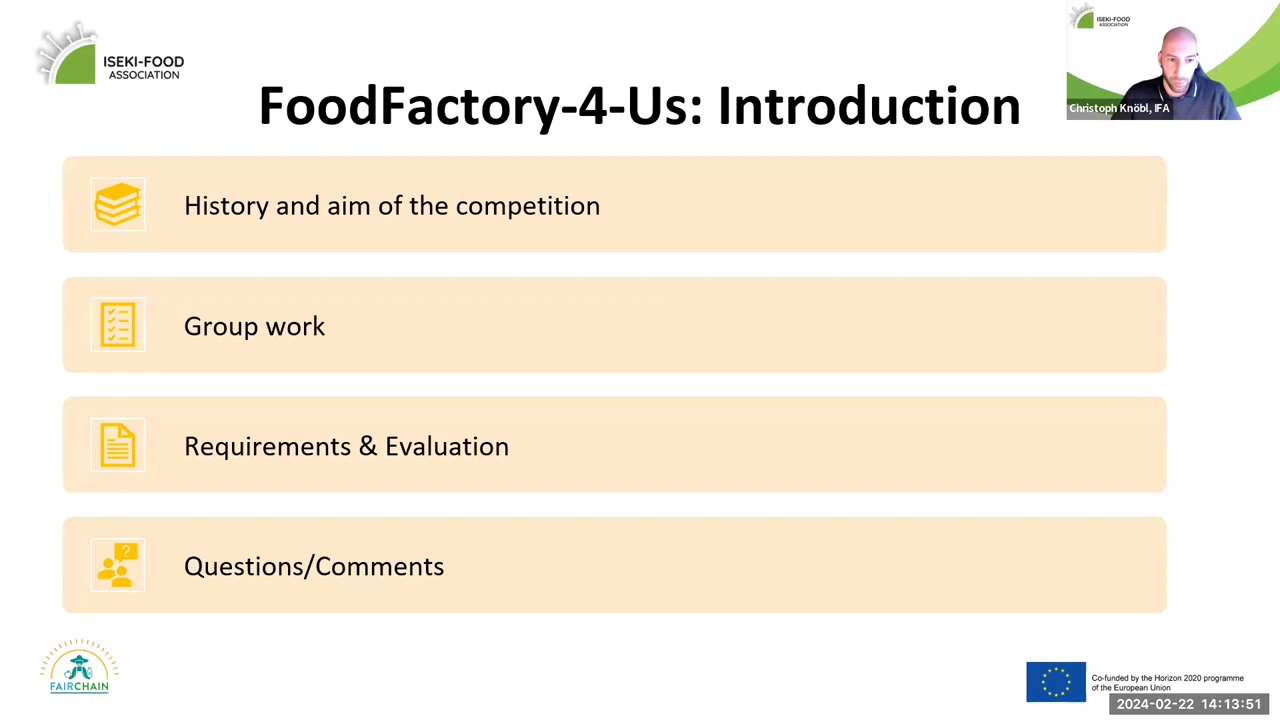 ISEKI-FOOD
ASSOCIATION
ISEKI-FOOD
ASSOCIATION
Christoph Knöbl, IFA
FoodFactory-4-Us: Introduction
History and aim of the competition
Group work
Requirements & Evaluation
?
Questions/Comments
FAIRCHAIN
Co-funded by the Horizon 2020 programme
of the European Union
2024-02-22 14:13:51